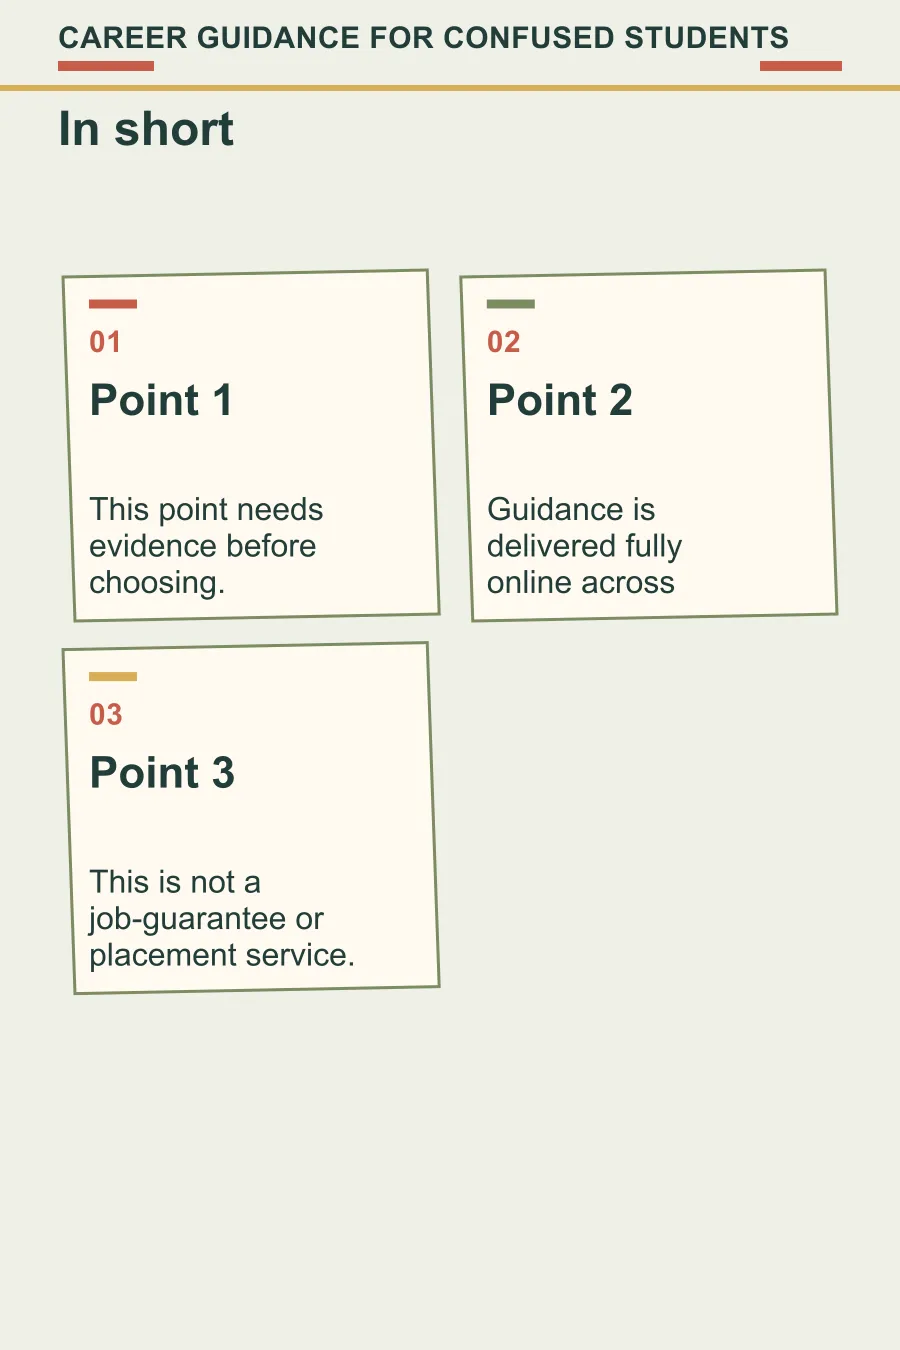 CAREER GUIDANCE FOR CONFUSED STUDENTS
In short
01
Point 1
This point needs
evidence before
choosing.
02
Point 2
Guidance is
delivered fully
online across
03
Point 3
This is not a
job-guarantee or
placement service.